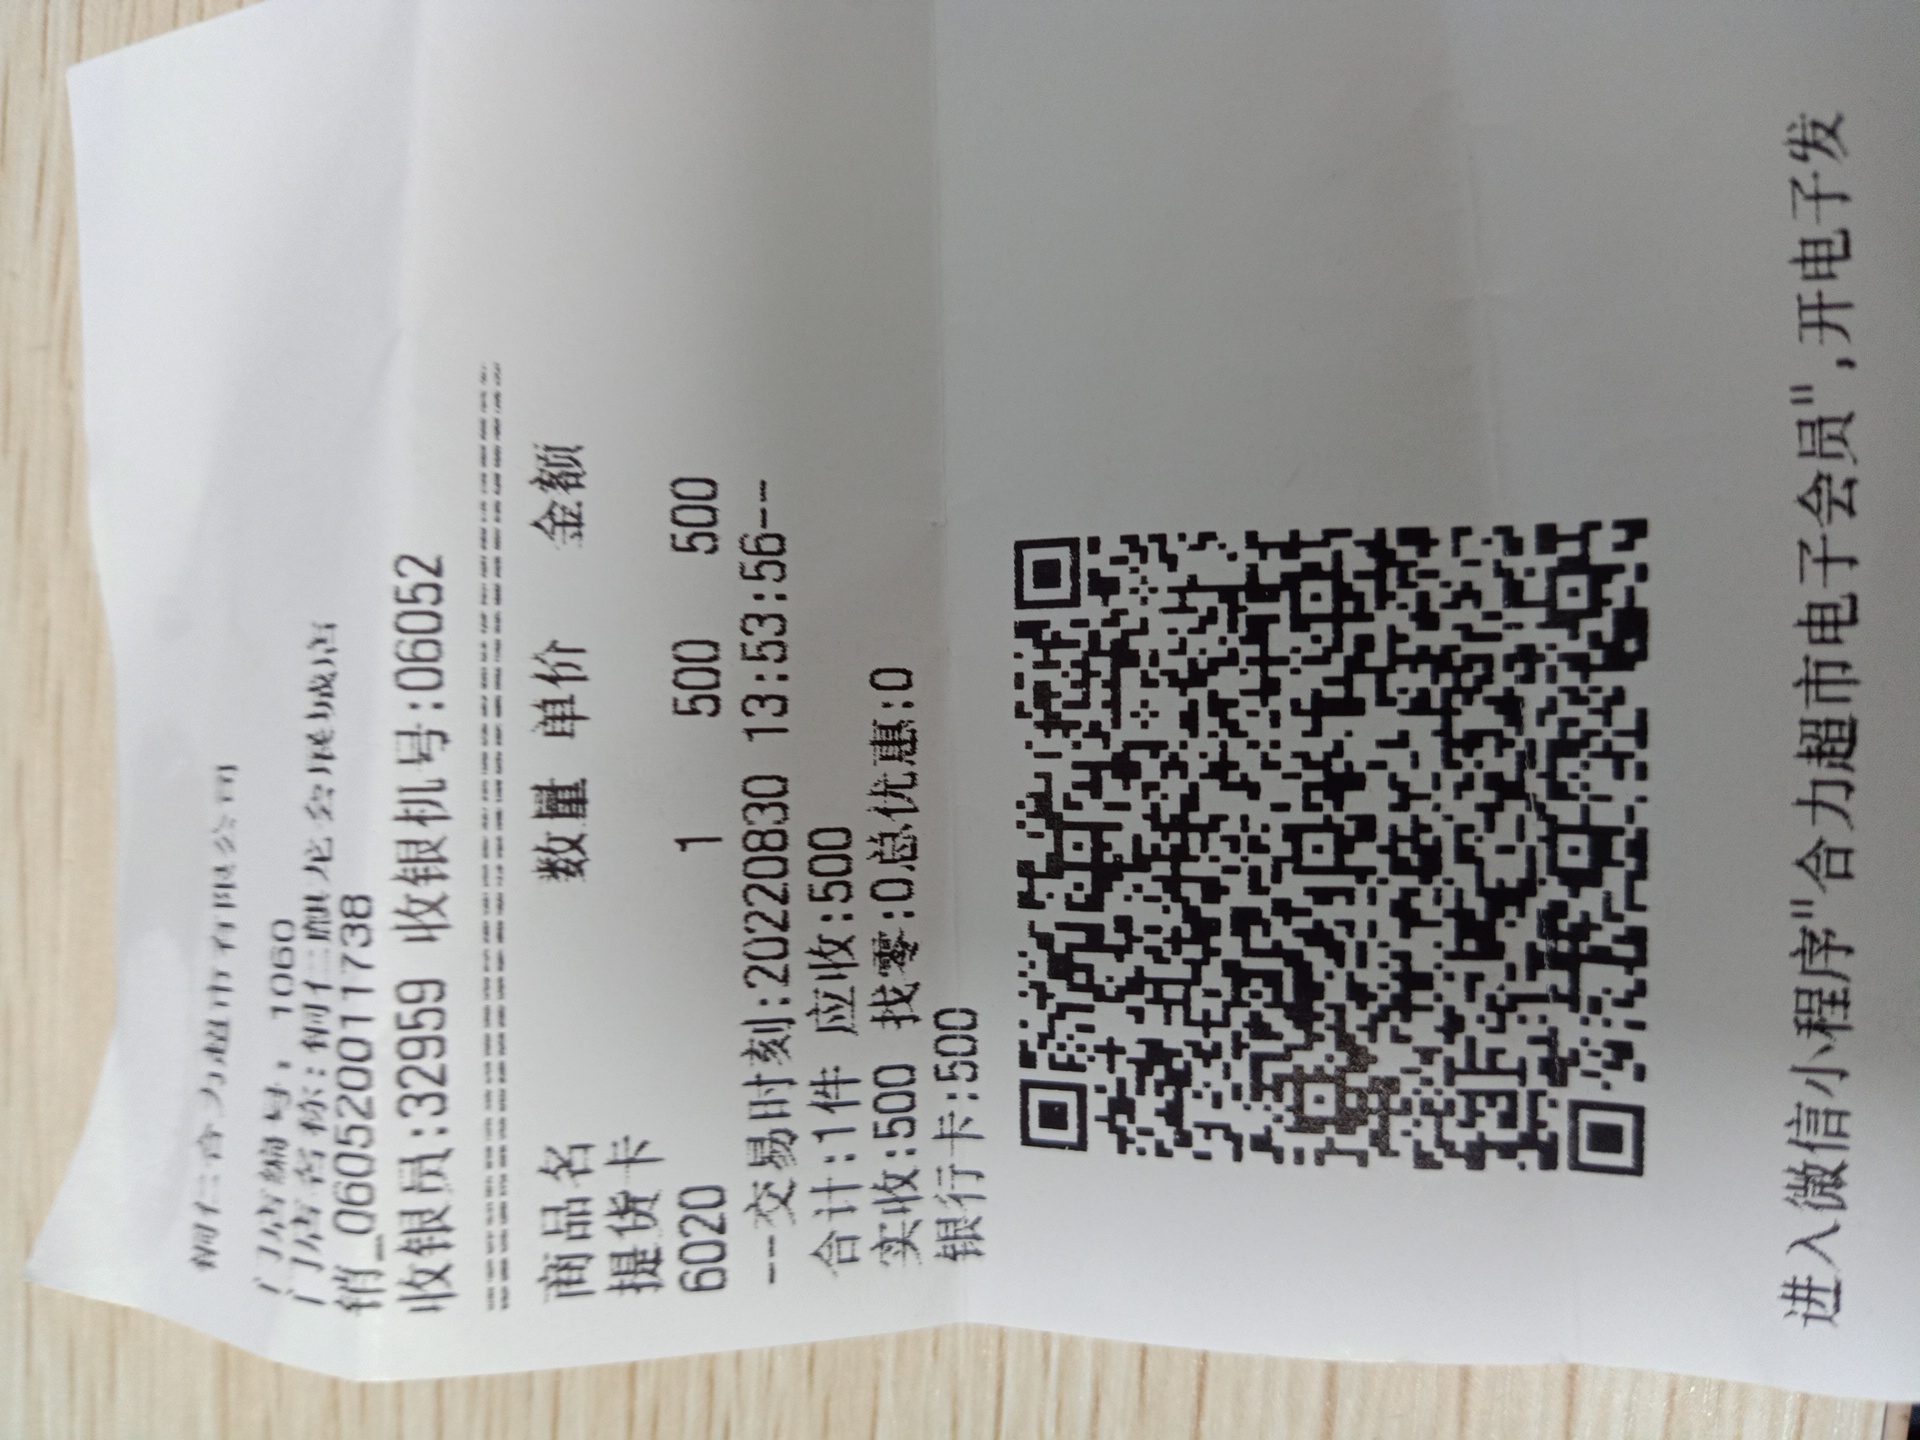 铜仁合力超市有限公司
门店编号: 1060
门店名称:铜仁麒龙会展城店
销_0605200117738
收银员:32959 收银机号:06052
商品名 数量 单价 金额
提货卡
6020 1 500 500
--交易时刻:20220830 13:53:56--
合计:1件 应收:500
实收:500 找零:0总优惠:0
银行卡:500
进入微信小程序"合力超市电子会员",开电子发